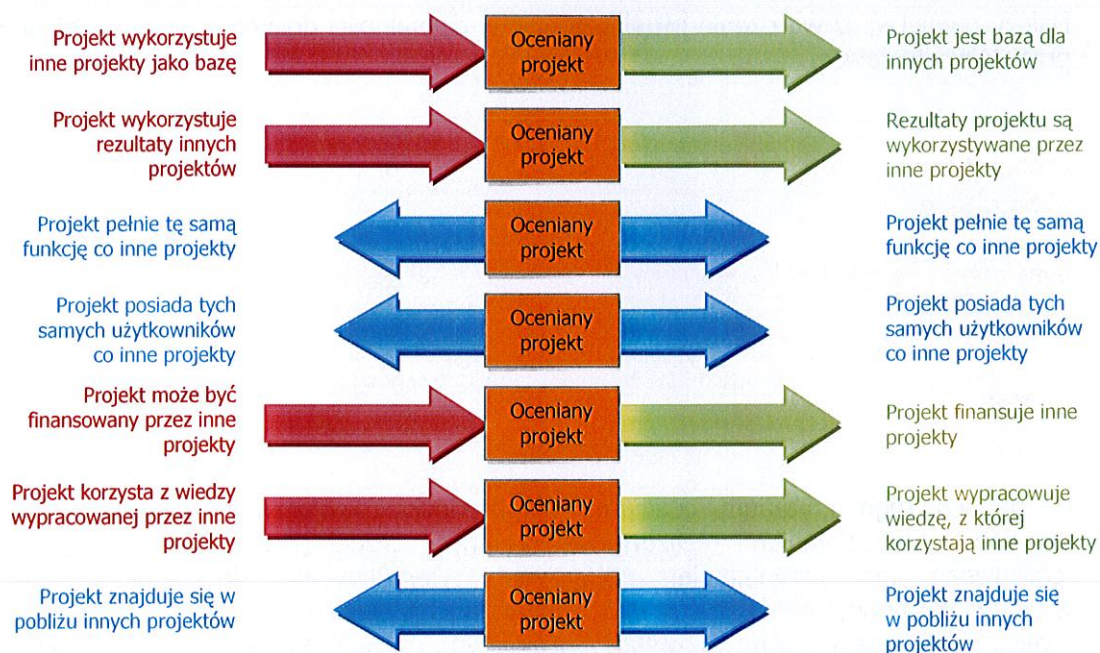 Projekt wykorzystuje
inne projekty jako bazę
Oceniany
projekt
Projekt jest bazą dla
innych projektów
Projekt wykorzystuje
rezultaty innych
projektów
Oceniany
projekt
Rezultaty projektu są
wykorzystywane przez
inne projekty
Projekt pełnie tę samą
funkcję co inne projekty
Oceniany
projekt
Projekt pełnie tę samą
funkcję co inne projekty
Projekt posiada tych
samych użytkowników
co inne projekty
Oceniany
projekt
Projekt posiada tych
samych użytkowników
co inne projekty
Projekt może być
finansowany przez inne
projekty
Oceniany
projekt
Projekt finansuje inne
projekty
Projekt korzysta z wiedzy
wypracowanej przez inne
projekty
Oceniany
projekt
Projekt wypracowuje
wiedzę, z której
korzystają inne projekty
Projekt znajduje się w
pobliżu innych projektów
Oceniany
projekt
Projekt znajduje się
w pobliżu innych
projektów